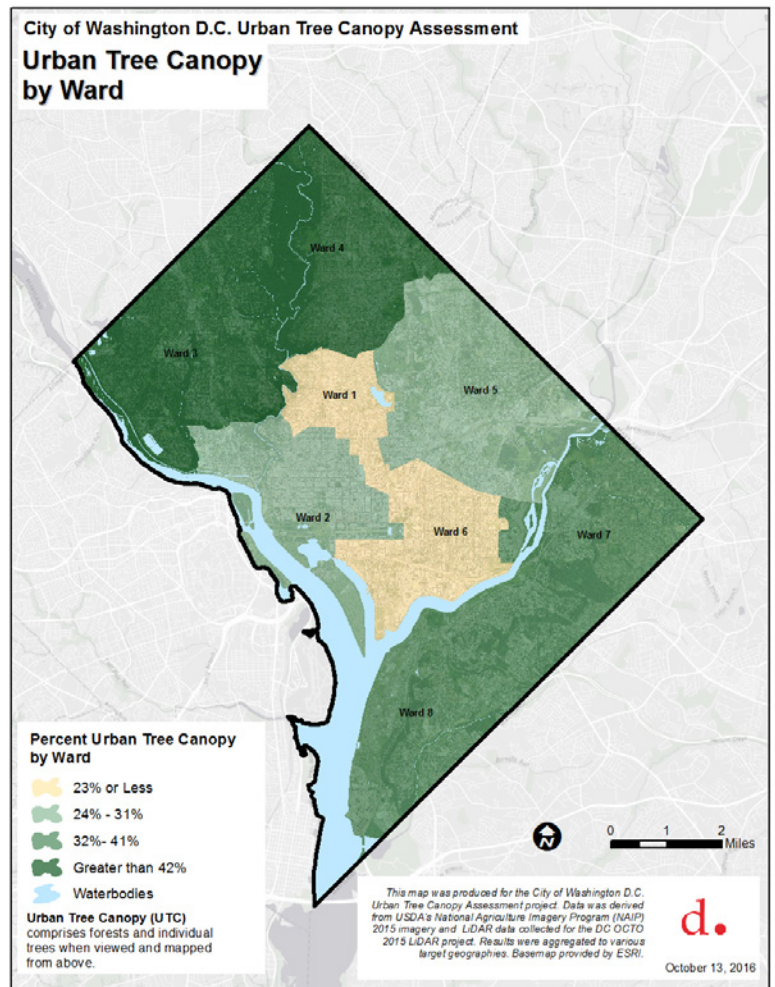 City of Washington D.C. Urban Tree Canopy Assessment
Urban Tree Canopy
by Ward
Ward 4
Ward 3
Ward 1
Ward 5
Ward 2
Ward 6
Ward 7
Ward 8
Percent Urban Tree Canopy
by Ward
23% or Less
24% - 31%
32%- 41%
Greater than 42%
Waterbodies
Urban Tree Canopy (UTC)
comprises forests and individual
trees when viewed and mapped
from above.
N
0 1 2
Miles
This map was produced for the City of Washington D.C.
Urban Tree Canopy Assessment project. Data was derived
from USDA's National Agriculture Imagery Program (NAIP)
2015 imagery and LiDAR data collected for the DC OCTO
2015 LiDAR project. Results were aggregated to various
target geographies. Basemap provided by ESRI.
d.
October 13, 2016